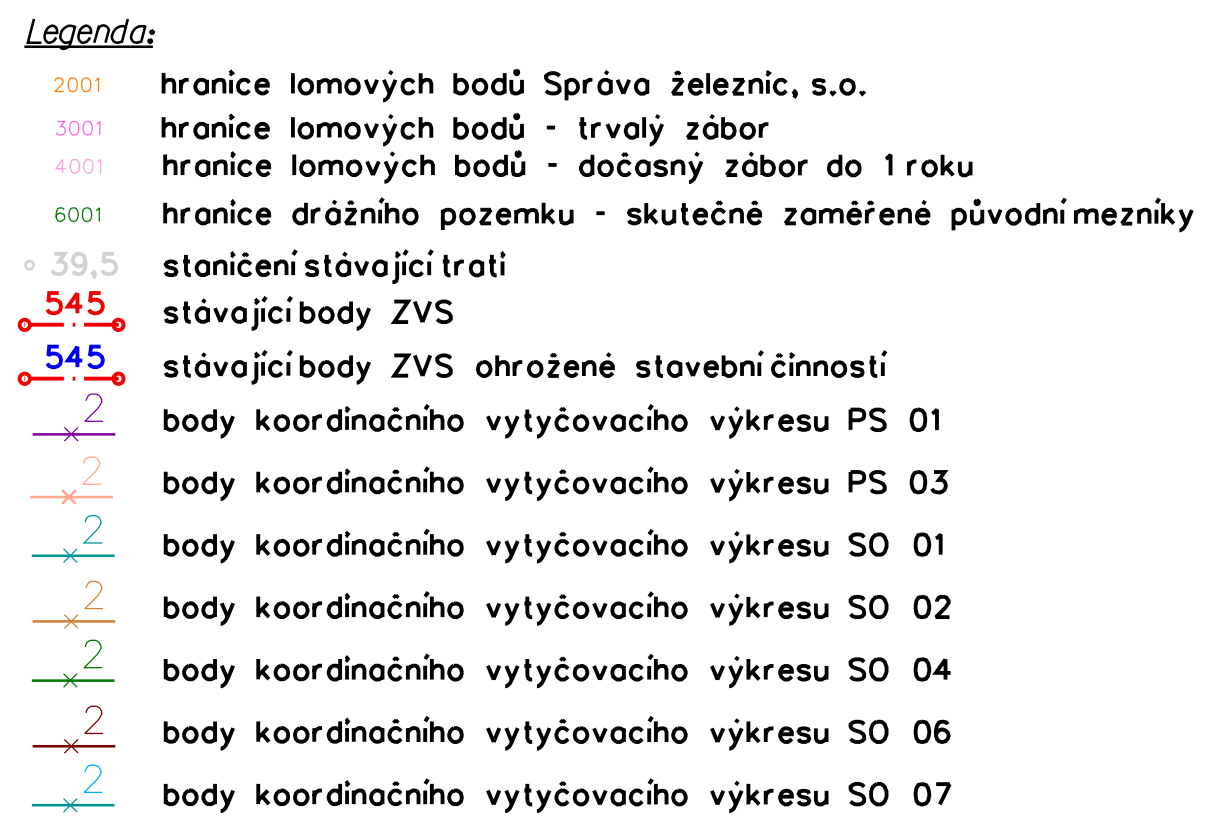 Legenda:
2001 hranice lomových bodů Správa železnic, s.o.
3001 hranice lomových bodů - trvalý zábor
4001 hranice lomových bodů - dočasný zábor do 1 roku
6001 hranice drážního pozemku - skutečně zaměřené původní mezníky
39,5 staničení stávající trati
545 stávající body ZVS
545 stávající body ZVS ohrožené stavební činností
2 body koordinačního vytyčovacího výkresu PS 01
2 body koordinačního vytyčovacího výkresu PS 03
2 body koordinačního vytyčovacího výkresu SO 01
2 body koordinačního vytyčovacího výkresu SO 02
2 body koordinačního vytyčovacího výkresu SO 04
2 body koordinačního vytyčovacího výkresu SO 06
2 body koordinačního vytyčovacího výkresu SO 07